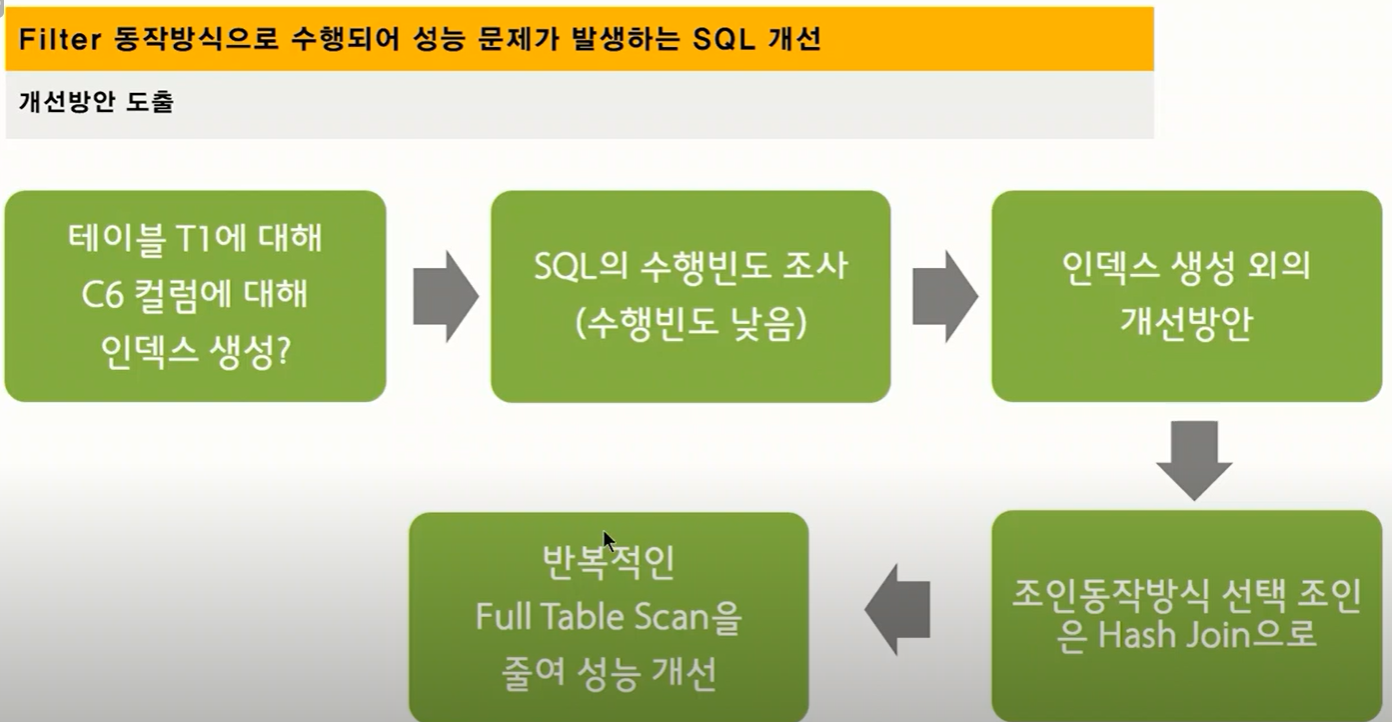 Filter 동작방식으로 수행되어 성능 문제가 발생하는 SQL 개선
개선방안 도출
테이블 T1에 대해
C6 컬럼에 대해
인덱스 생성?
SQL의 수행빈도 조사
(수행빈도 낮음)
인덱스 생성 외의
개선방안
조인동작방식 선택 조인
은 Hash Join으로
반복적인
Full Table Scan을
줄여 성능 개선